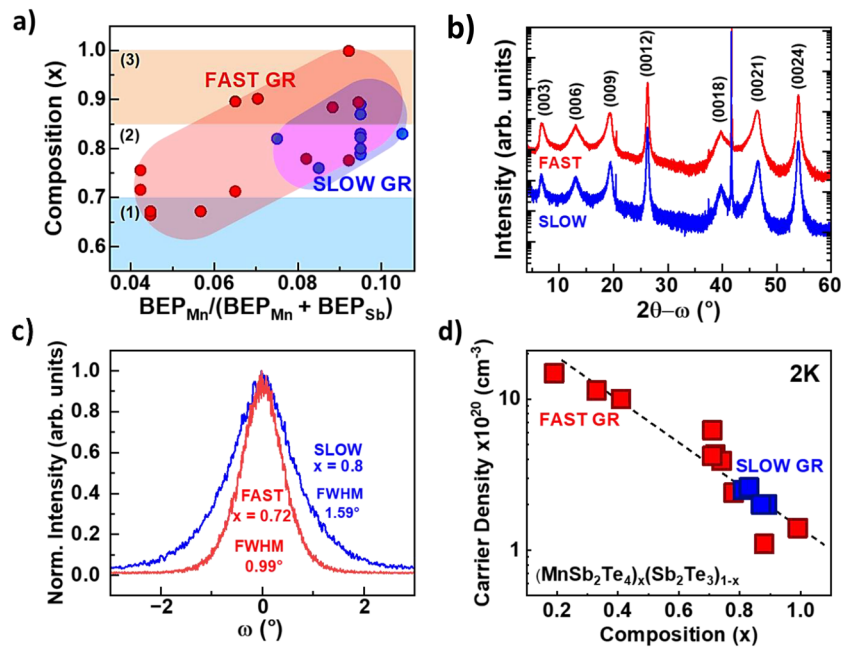 a)
Composition (x)
1.0
0.9
0.8
0.7
0.6
(3)
(2)
(1)
FAST GR
SLOW GR
0.04
0.06
0.08
0.10
BEP_Mn/(BEP_Mn + BEP_Sb)
b)
Intensity (arb. units)
(003)
(006)
(009)
(0012)
(0018)
(0021)
(0024)
FAST
SLOW
10
20
30
40
50
60
2θ−ω (°)
c)
Norm. Intensity (arb. units)
1.0
0.8
0.6
0.4
0.2
0.0
SLOW
x = 0.8
FWHM
1.59°
FAST
x = 0.72
FWHM
0.99°
−2
0
2
ω (°)
d)
Carrier Density x10²⁰ (cm⁻³)
10
1
2K
FAST GR
SLOW GR
(MnSb₂Te₄)ₓ(Sb₂Te₃)₁₋ₓ
0.2
0.4
0.6
0.8
1.0
Composition (x)